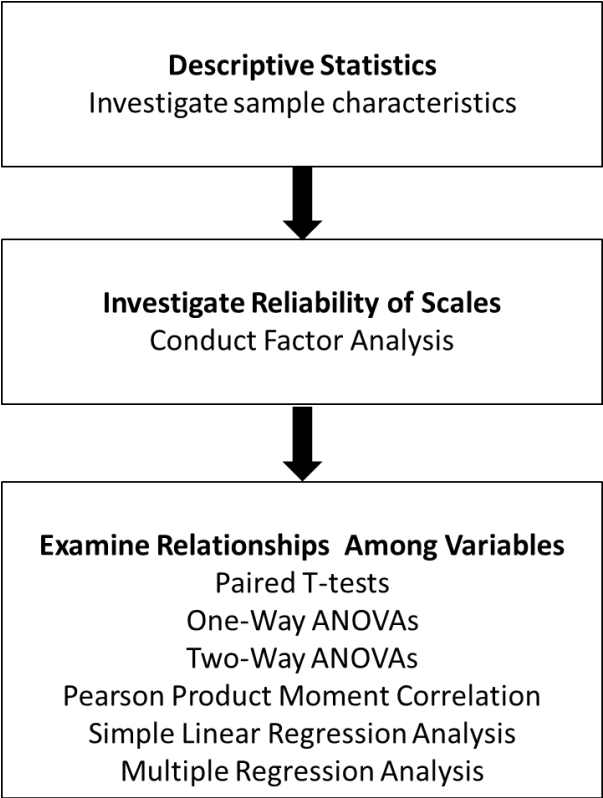 Descriptive Statistics
Investigate sample characteristics
Investigate Reliability of Scales
Conduct Factor Analysis
Examine Relationships Among Variables
Paired T-tests
One-Way ANOVAs
Two-Way ANOVAs
Pearson Product Moment Correlation
Simple Linear Regression Analysis
Multiple Regression Analysis